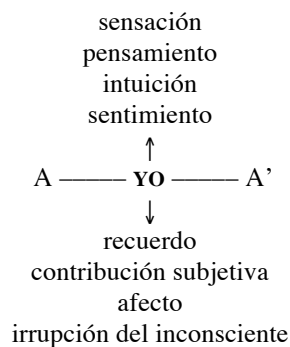 sensación
pensamiento
intuición
sentimiento
↑
A ——— YO ——— A’
↓
recuerdo
contribución subjetiva
afecto
irrupción del inconsciente